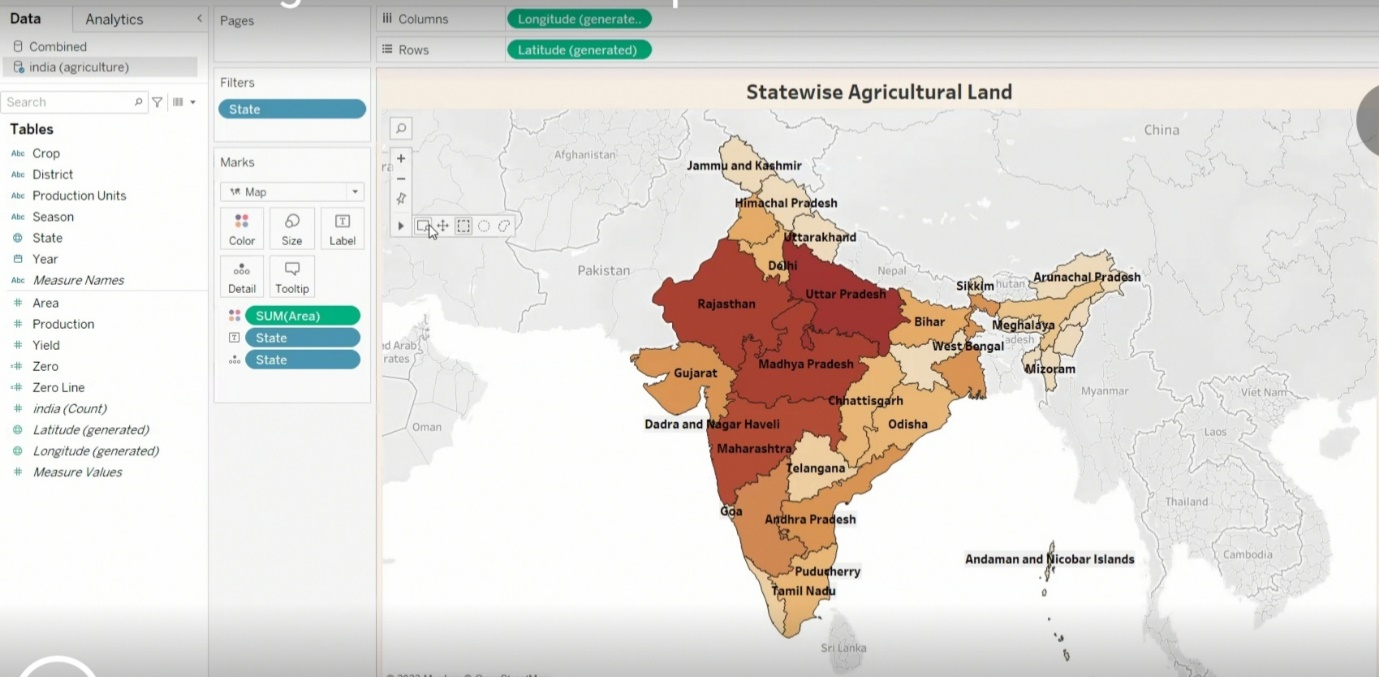 Data
Analytics
Combined
india (agriculture)
Search
Tables
Abc Crop
Abc District
Abc Production Units
Abc Season
State
Year
Abc Measure Names
# Area
# Production
# Yield
# Zero
# Zero Line
# india (Count)
Latitude (generated)
Longitude (generated)
# Measure Values
Pages
Filters
State
Marks
Map
Color
Size
Label
Detail
Tooltip
SUM(Area)
State
State
Columns
Longitude (generate..
Rows
Latitude (generated)
Statewise Agricultural Land
China
Afghanistan
Jammu and Kashmir
Himachal Pradesh
Uttarakhand
Pakistan
Delhi
Nepal
Sikkim
Arunachal Pradesh
Rajasthan
Uttar Pradesh
Bihar
Meghalaya
West Bengal
Gujarat
Madhya Pradesh
Mizoram
Myanmar
Viet Nam
Chhattisgarh
Oman
Dadra and Nagar Haveli
Odisha
Laos
Maharashtra
Telangana
Thailand
Goa
Andhra Pradesh
Andaman and Nicobar Islands
Cambodia
Puducherry
Tamil Nadu
Sri Lanka